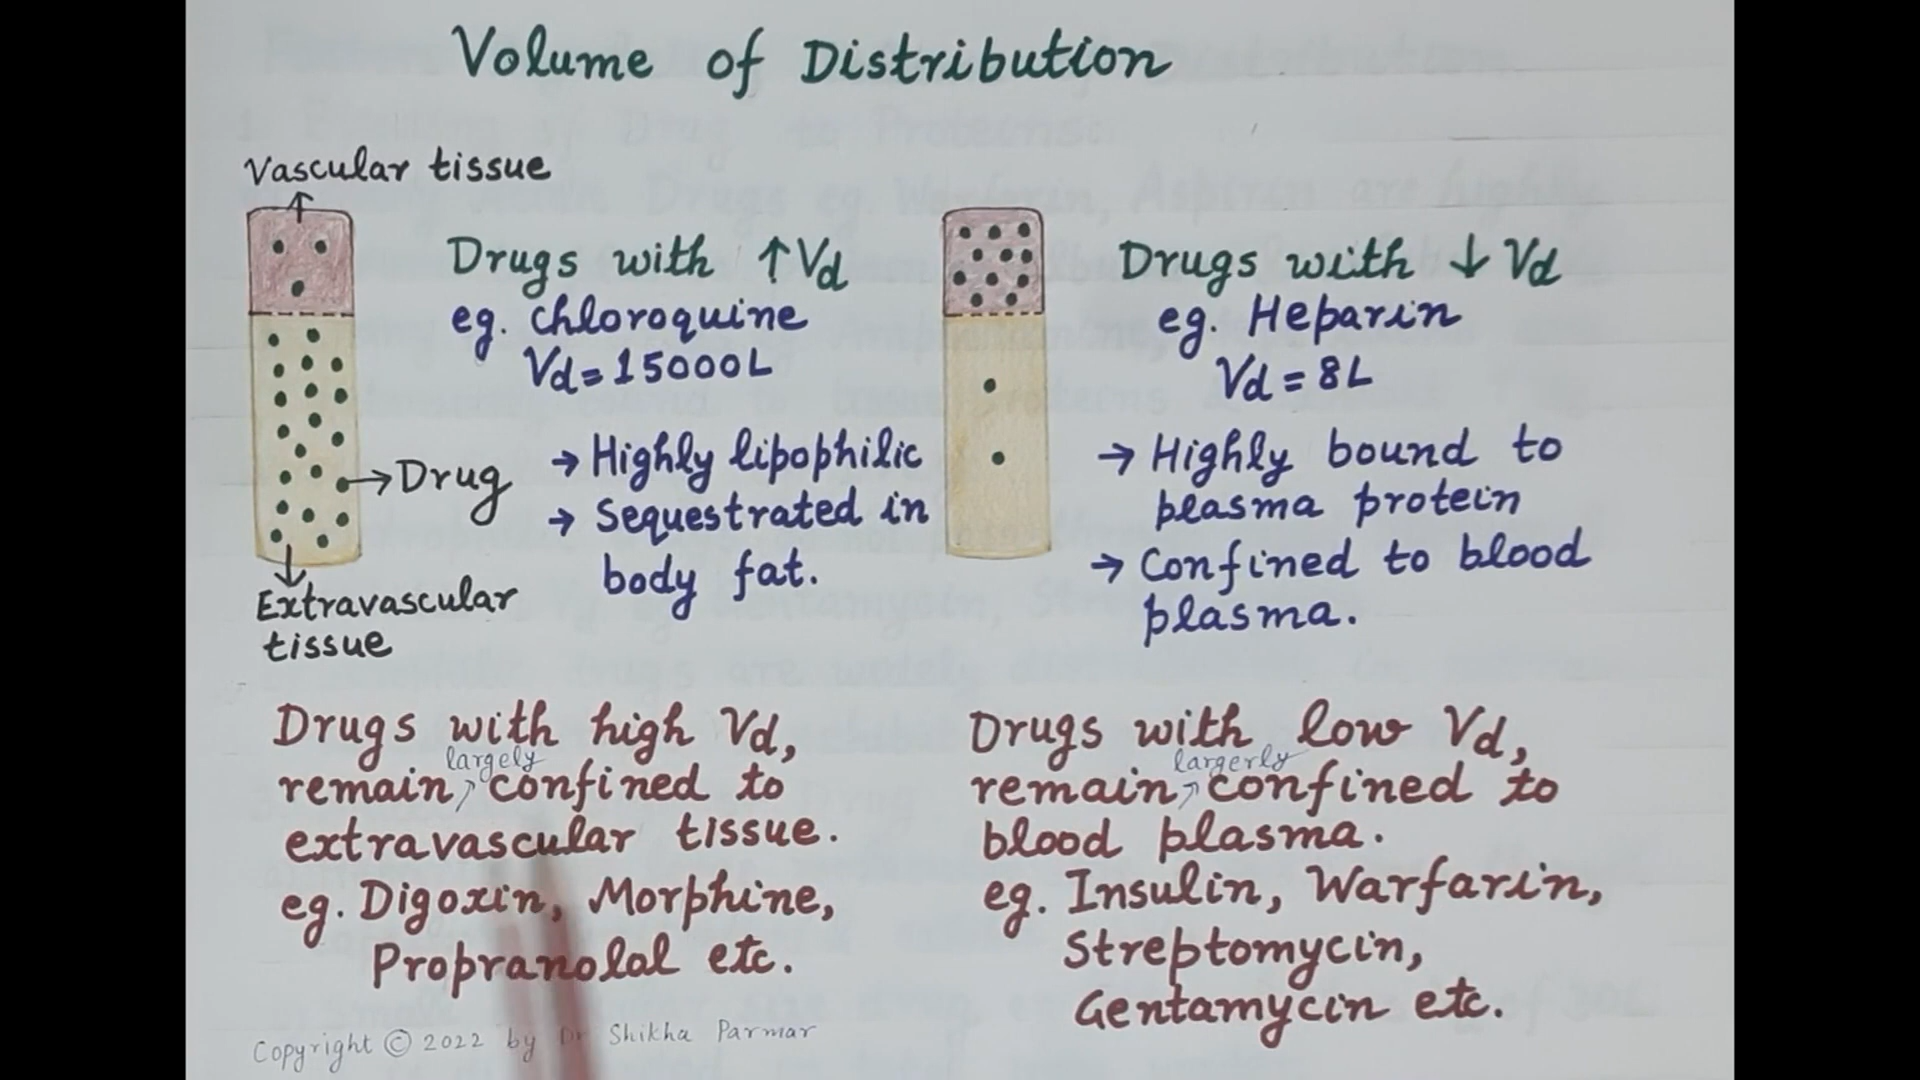 Volume of Distribution
Vascular tissue
Drugs with ↑ Vd
eg. Chloroquine
Vd = 15000L
→ Highly lipophilic
→ Sequestrated in
body fat.
→ Drug
Extravascular
tissue
Drugs with ↓ Vd
eg. Heparin
Vd = 8L
→ Highly bound to
plasma protein
→ Confined to blood
plasma.
Drugs with high Vd,
remain, largely confined to
extravascular tissue.
eg. Digoxin, Morphine,
Propranolal etc.
Drugs with low Vd,
remain, largerly confined to
blood plasma.
eg. Insulin, Warfarin,
Streptomycin,
Gentamycin etc.
Copyright © 2022 by Dr Shikha Parmar